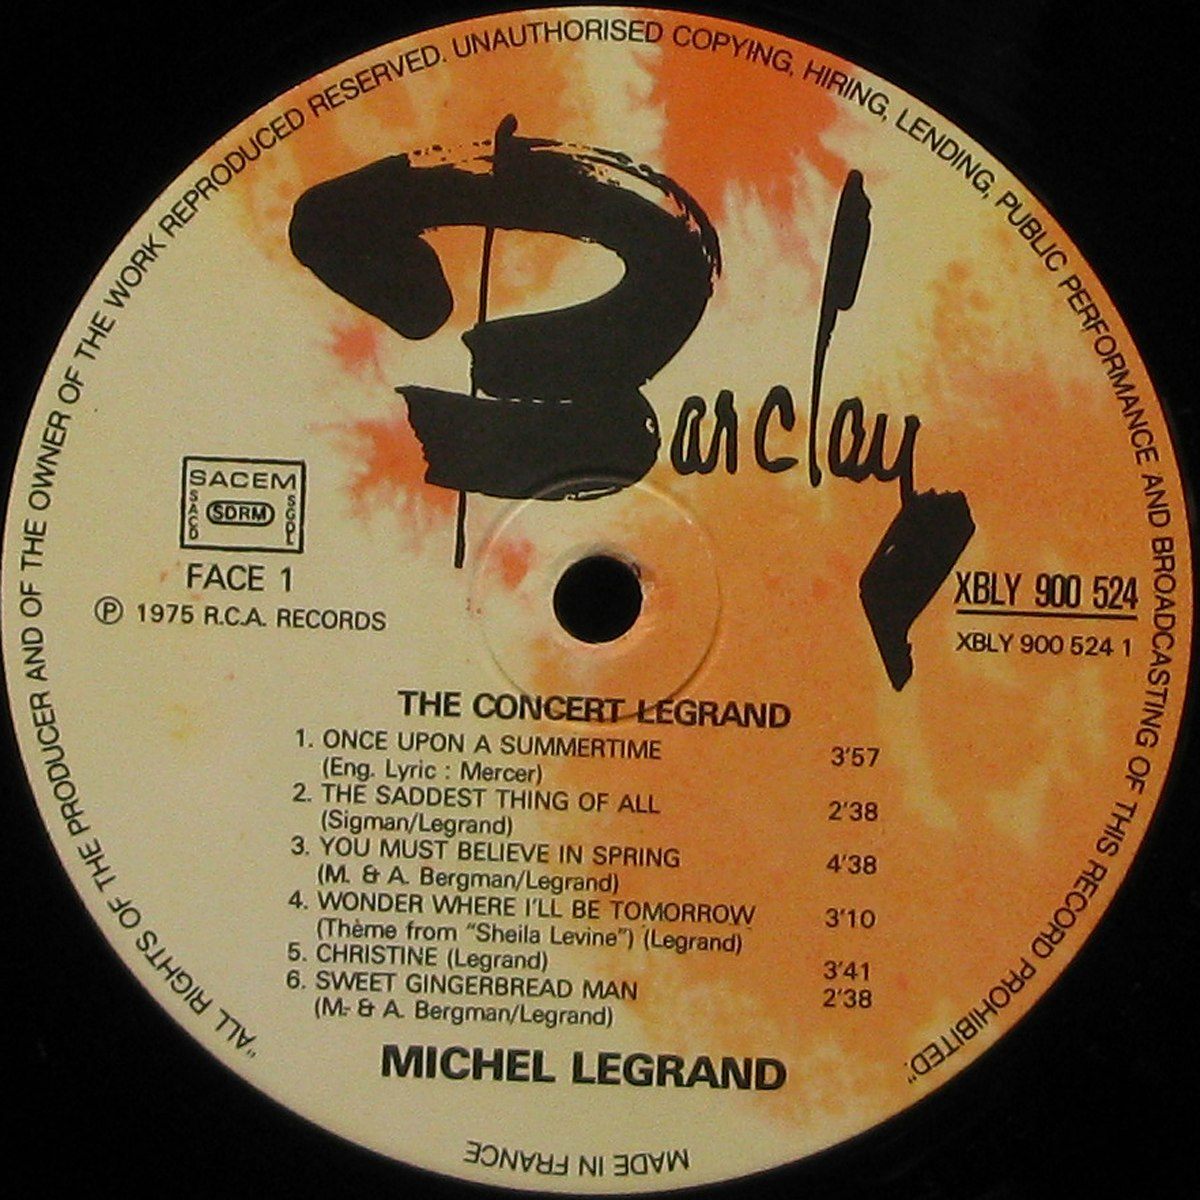 "ALL RIGHTS OF THE PRODUCER AND OF THE OWNER OF THE WORK REPRODUCED RESERVED. UNAUTHORISED COPYING, HIRING, LENDING, PUBLIC PERFORMANCE AND BROADCASTING OF THIS RECORD PROHIBITED".
Barclay
SACEM
SACD
SDRM
SGDL
FACE 1
Ⓟ 1975 R.C.A. RECORDS
XBLY 900 524
XBLY 900 524 1
THE CONCERT LEGRAND
1. ONCE UPON A SUMMERTIME 3'57
(Eng. Lyric : Mercer)
2. THE SADDEST THING OF ALL 2'38
(Sigman/Legrand)
3. YOU MUST BELIEVE IN SPRING 4'38
(M. & A. Bergman/Legrand)
4. WONDER WHERE I'LL BE TOMORROW 3'10
(Thème from "Sheila Levine") (Legrand)
5. CHRISTINE (Legrand) 3'41
6. SWEET GINGERBREAD MAN 2'38
(M. & A. Bergman/Legrand)
MICHEL LEGRAND
MADE IN FRANCE